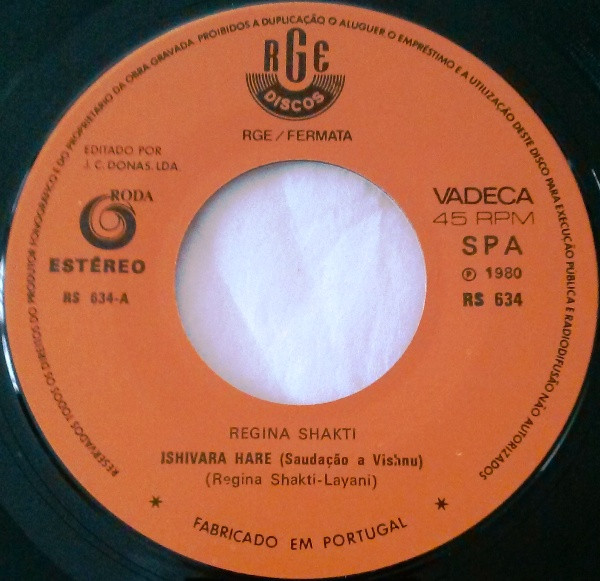 RESERVADOS TODOS OS DIREITOS DO PRODUTOR FONOGRÁFICO E DO PROPRIETÁRIO DA OBRA GRAVADA. PROIBIDOS A DUPLICAÇÃO, O ALUGUER, O EMPRÉSTIMO E A UTILIZAÇÃO DESTE DISCO PARA EXECUÇÃO PÚBLICA E RADIODIFUSÃO NÃO AUTORIZADOS
RGE
DISCOS
RGE/FERMATA
EDITADO POR
J. C. DONAS, LDA.
RODA
ESTÉREO
RS 634-A
VADECA
45 RPM
SPA
Ⓟ 1980
RS 634
REGINA SHAKTI
ISHIVARA HARE (Saudação a Vishnu)
(Regina Shakti-Layani)
* FABRICADO EM PORTUGAL *